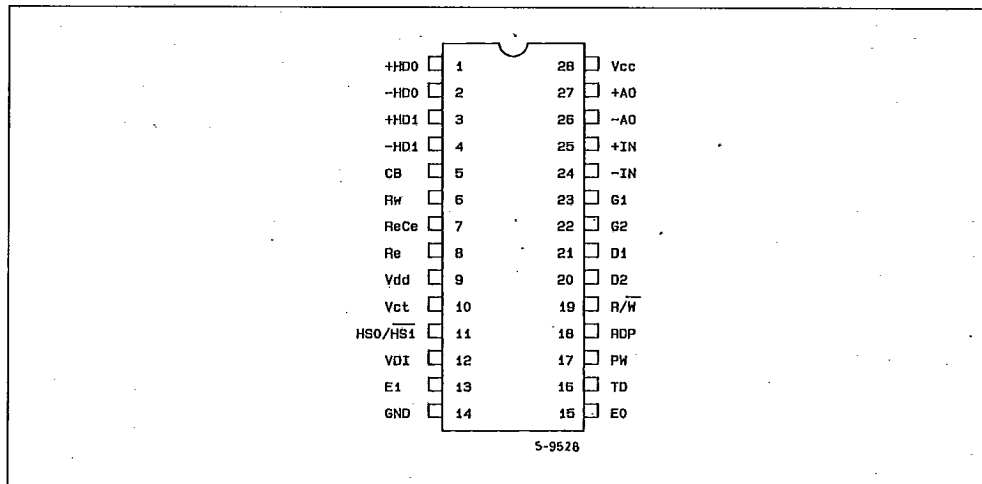 +HD0 1 28 Vcc
-HD0 2 27 +A0
+HD1 3 26 -A0
-HD1 4 25 +IN
CB 5 24 -IN
Rw 6 23 G1
ReCe 7 22 G2
Re 8 21 D1
Vdd 9 20 D2
Vct 10 19 R/W̅
HS0/H̅S̅1̅ 11 18 RDP
VDI 12 17 PW
E1 13 16 TD
GND 14 15 E0
S-9528